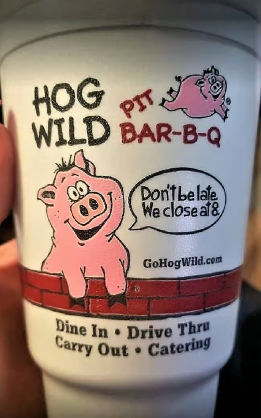 HOG
WILD
PIT
BAR-B-Q
Don't be late
We close at 8.
GoHogWild.com
Dine In • Drive Thru
Carry Out • Catering